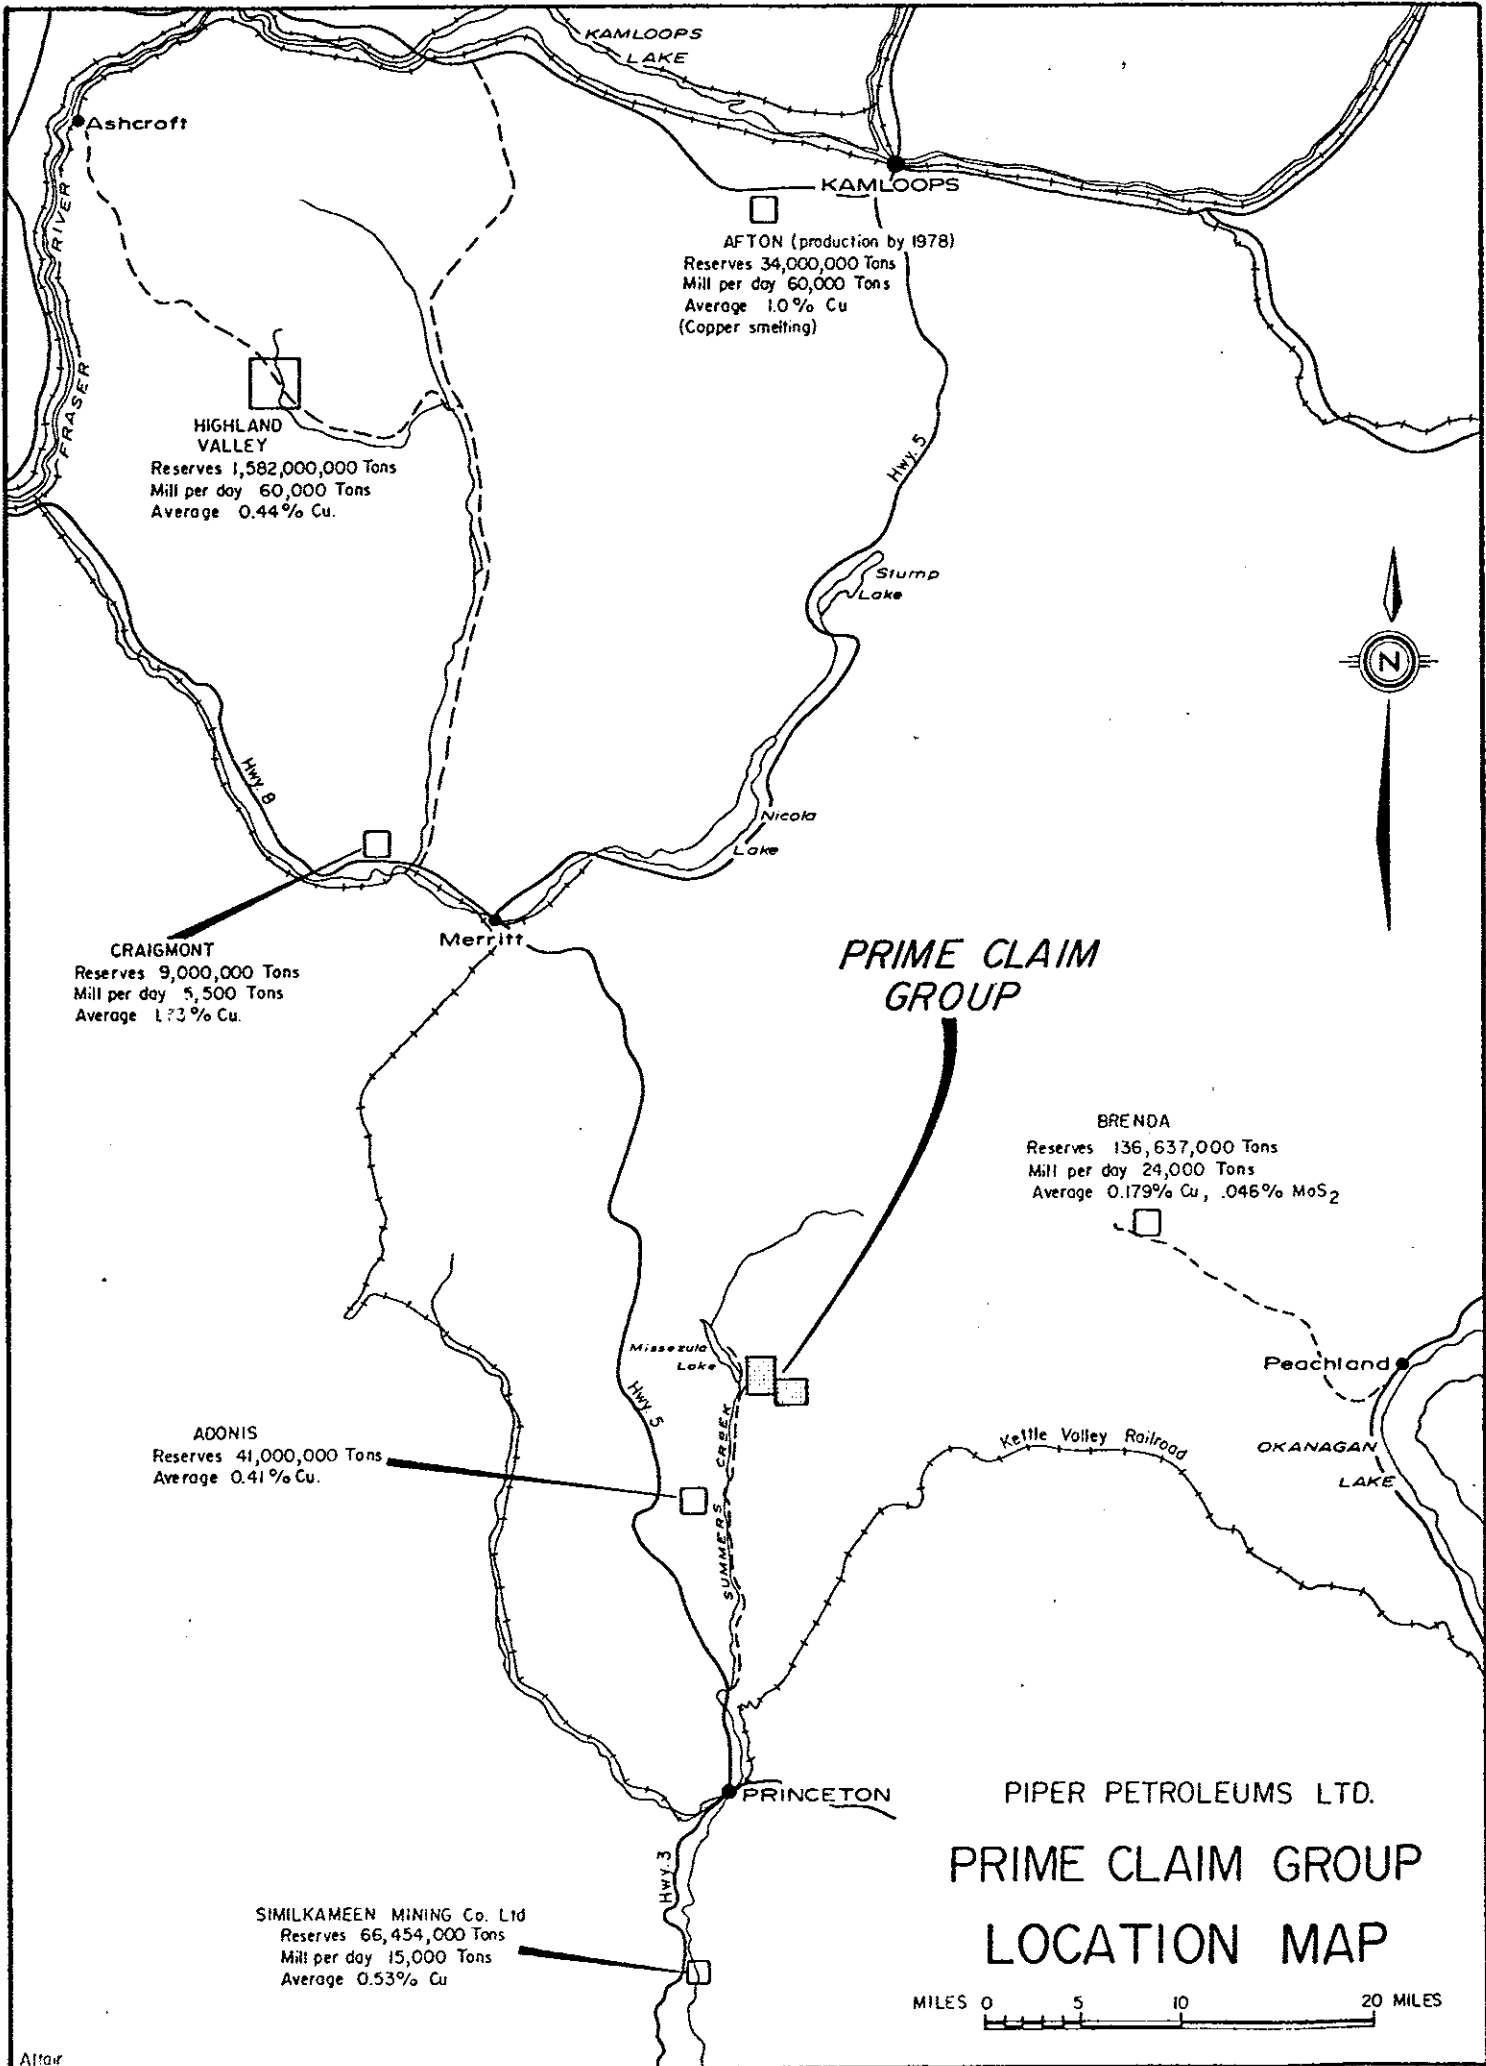 KAMLOOPS
LAKE
Ashcroft
KAMLOOPS
FRASER RIVER
AFTON (production by 1978)
Reserves 34,000,000 Tons
Mill per day 60,000 Tons
Average 1.0% Cu
(Copper smelting)
HIGHLAND
VALLEY
Reserves 1,582,000,000 Tons
Mill per day 60,000 Tons
Average 0.44% Cu.
Hwy. 5
Stump
Lake
N
Hwy. 8
Nicola
Lake
Merritt
CRAIGMONT
Reserves 9,000,000 Tons
Mill per day 5,500 Tons
Average % Cu.
PRIME CLAIM
GROUP
BRENDA
Reserves 136,637,000 Tons
Mill per day 24,000 Tons
Average 0.179% Cu, .046% MoS2
Missezula
Lake
Peachland
Hwy. 5
SUMMERS CREEK
Kettle Valley Railroad
OKANAGAN
LAKE
ADONIS
Reserves 41,000,000 Tons
Average 0.41% Cu.
PRINCETON
Hwy. 3
PIPER PETROLEUMS LTD.
PRIME CLAIM GROUP
LOCATION MAP
SIMILKAMEEN MINING Co. Ltd
Reserves 66,454,000 Tons
Mill per day 15,000 Tons
Average 0.53% Cu
MILES 0 5 10 20 MILES
Altair